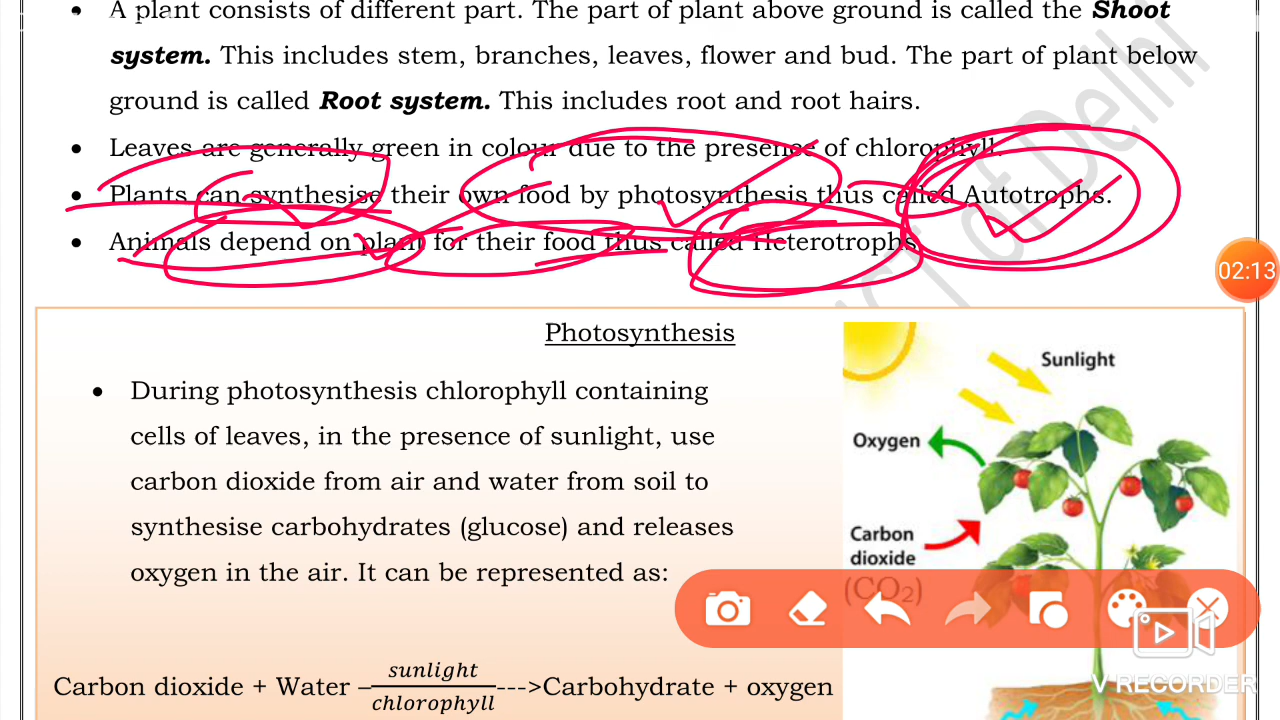 • A plant consists of different part. The part of plant above ground is called the Shoot
system. This includes stem, branches, leaves, flower and bud. The part of plant below
ground is called Root system. This includes root and root hairs.
• Leaves are generally green in colour due to the presence of chlorophyll.
• Plants can synthesise their own food by photosynthesis thus called Autotrophs.
• Animals depend on plant for their food thus called Heterotrophs
of Delhi
02:13
Photosynthesis
• During photosynthesis chlorophyll containing
cells of leaves, in the presence of sunlight, use
carbon dioxide from air and water from soil to
synthesise carbohydrates (glucose) and releases
oxygen in the air. It can be represented as:
Carbon dioxide + Water –sunlight/chlorophyll--->Carbohydrate + oxygen
Sunlight
Oxygen
Carbon
dioxide
(CO₂)
V RECORDER